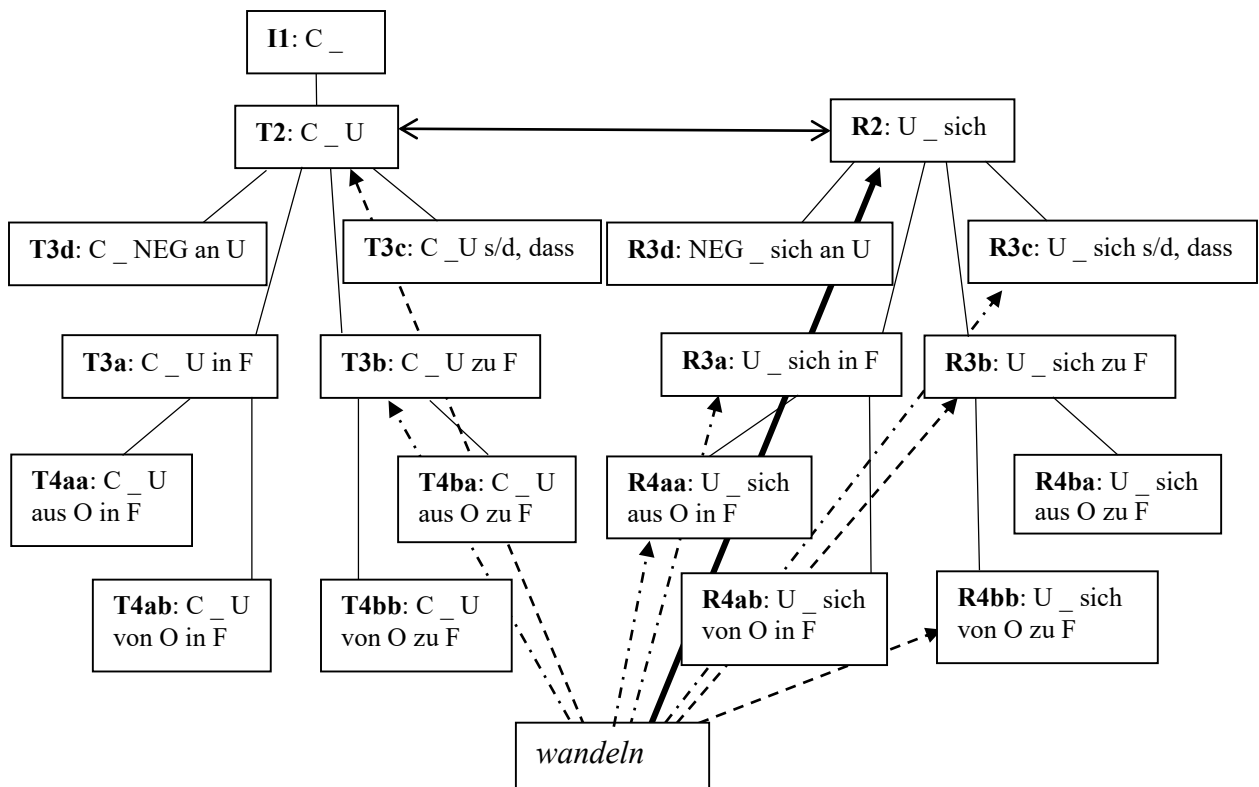 I1: C _
T2: C _ U
R2: U _ sich
T3d: C _ NEG an U
T3c: C _U s/d, dass
R3d: NEG _ sich an U
R3c: U _ sich s/d, dass
T3a: C _ U in F
T3b: C _ U zu F
R3a: U _ sich in F
R3b: U _ sich zu F
T4aa: C _ U
aus O in F
T4ba: C _ U
aus O zu F
R4aa: U _ sich
aus O in F
R4ba: U _ sich
aus O zu F
T4ab: C _ U
von O in F
T4bb: C _ U
von O zu F
R4ab: U _ sich
von O in F
R4bb: U _ sich
von O zu F
wandeln